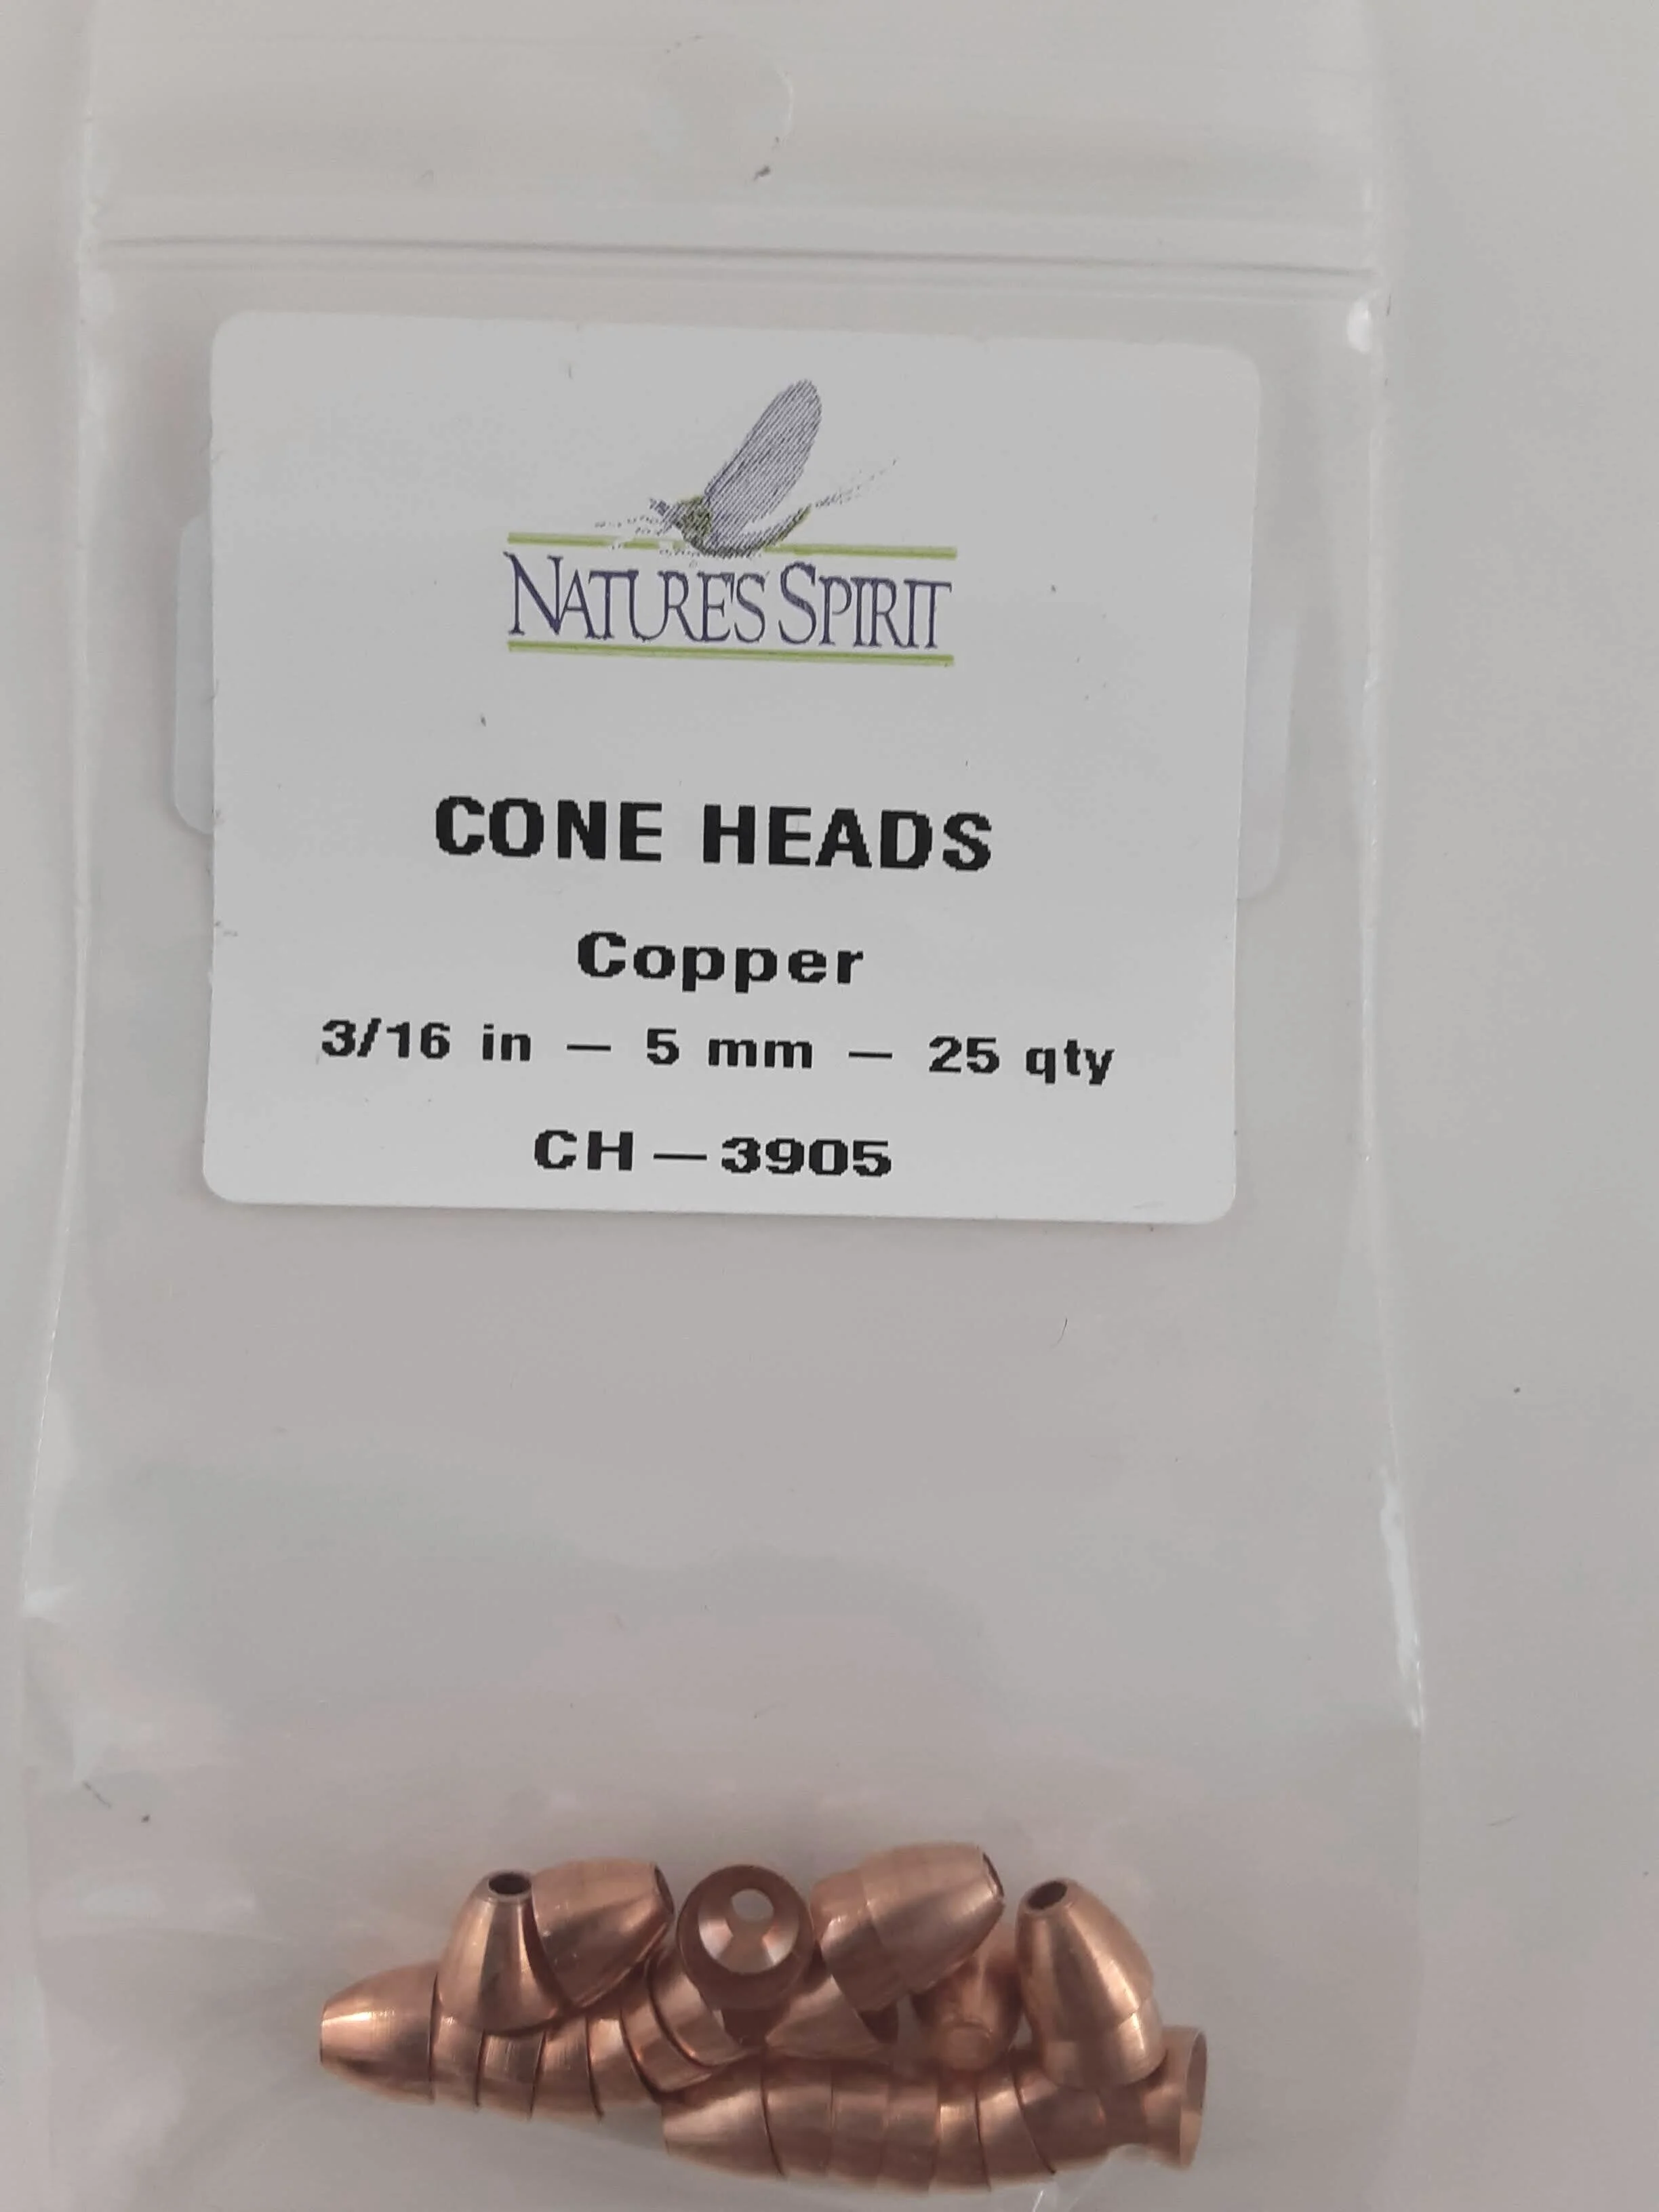 NATURE'S SPIRIT
CONE HEADS
Copper
3/16 in — 5 mm — 25 qty
CH — 3905